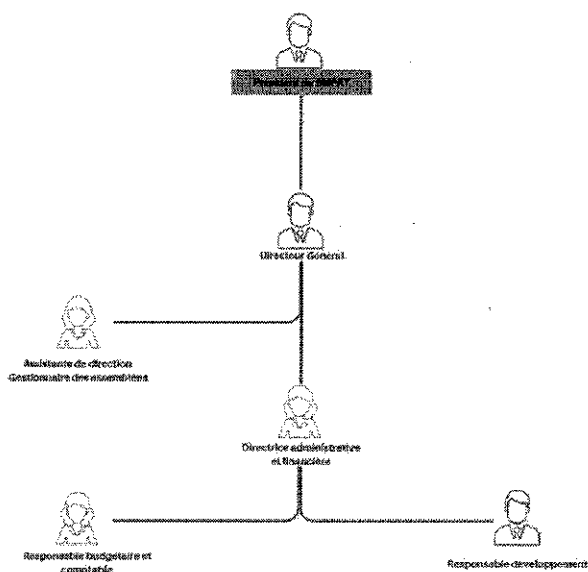 Directeur Général
Assistante de direction
Gestionnaire des assemblées
Directrice administrative
et financière
Responsable budgétaire et
comptable
Responsable développement